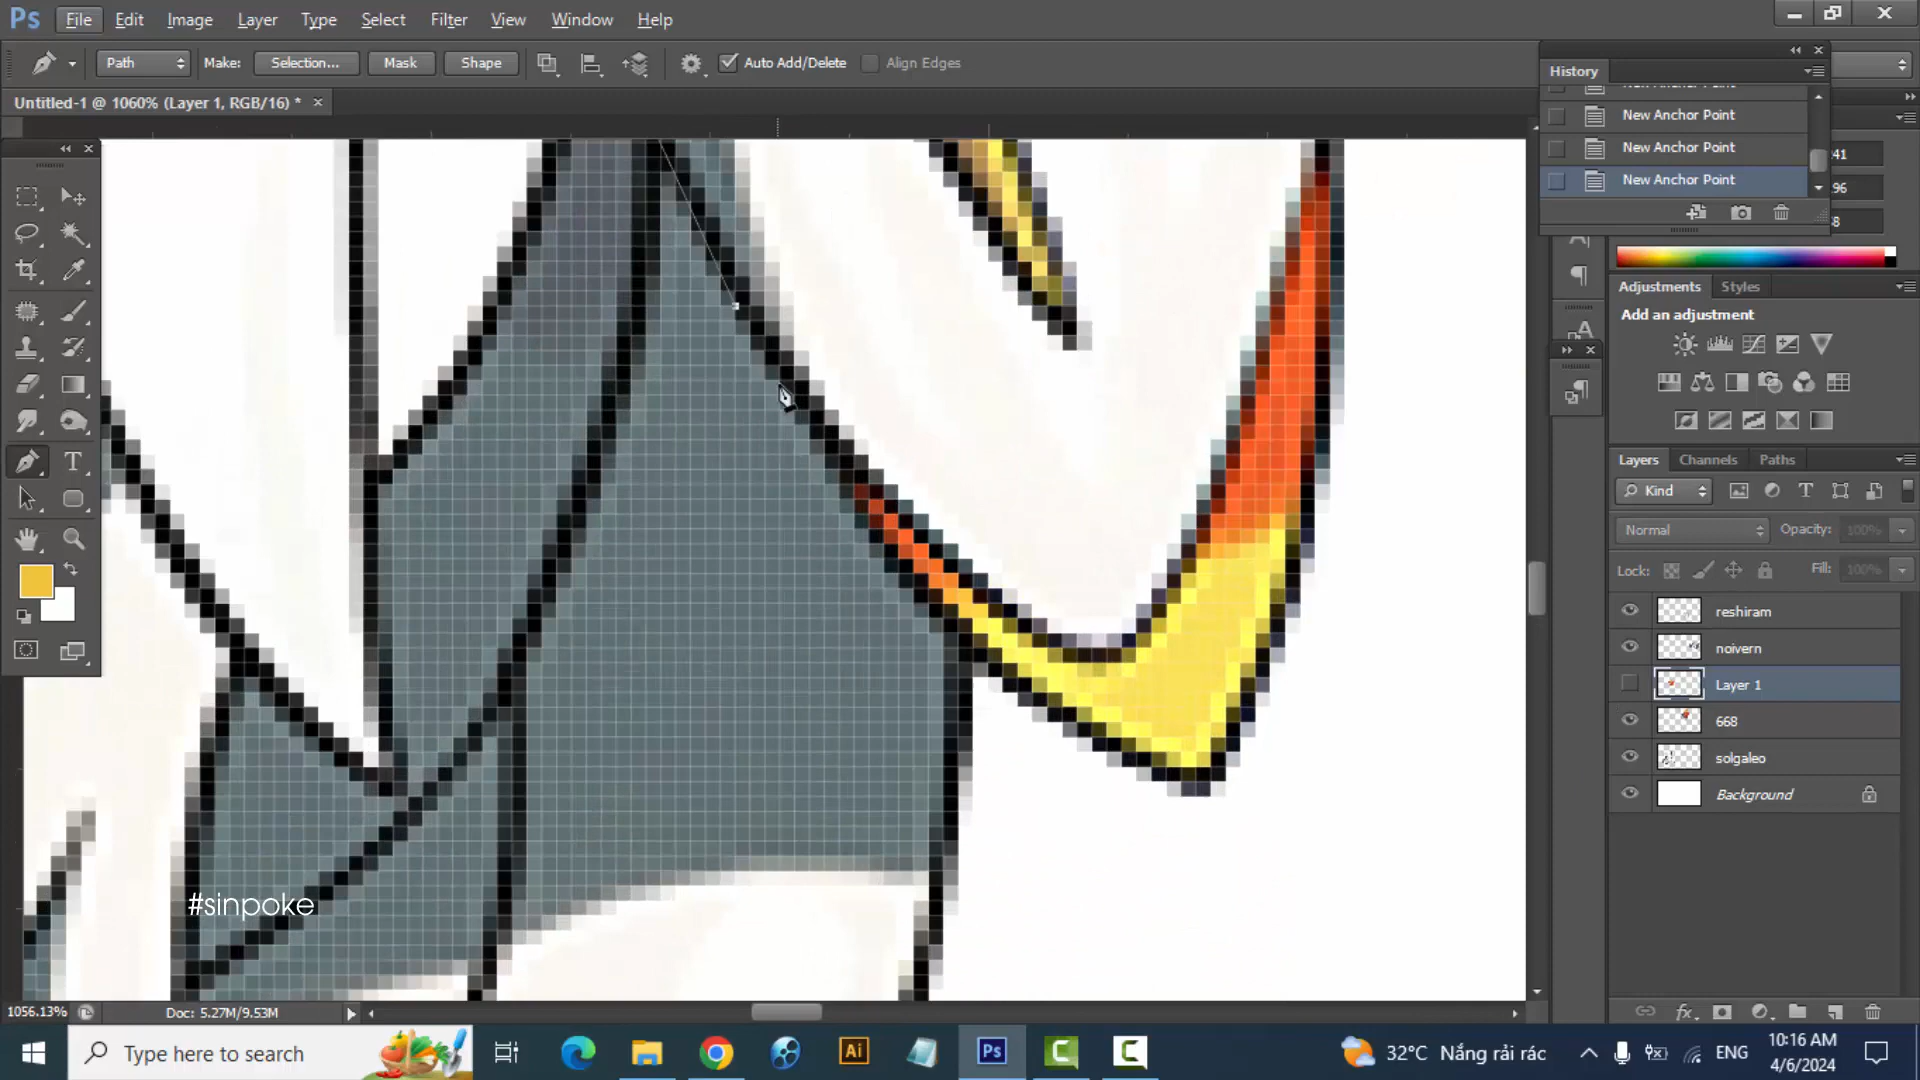 Ps File Edit Image Layer Type Select Filter View Window Help
Path Make: Selection... Mask Shape Auto Add/Delete Align Edges
Untitled-1 @ 1060% (Layer 1, RGB/16) * ×
History
New Anchor Point
New Anchor Point
New Anchor Point
241
196
Adjustments Styles
Add an adjustment
Layers Channels Paths
Kind
Normal Opacity: 100%
Lock: Fill: 100%
reshiram
noivern
Layer 1
668
solgaleo
Background
#sinpoke
1056.13% Doc: 5.27M/9.53M
Type here to search
Ai
Ps
32°C Nắng rải rác
ENG
10:16 AM
4/6/2024